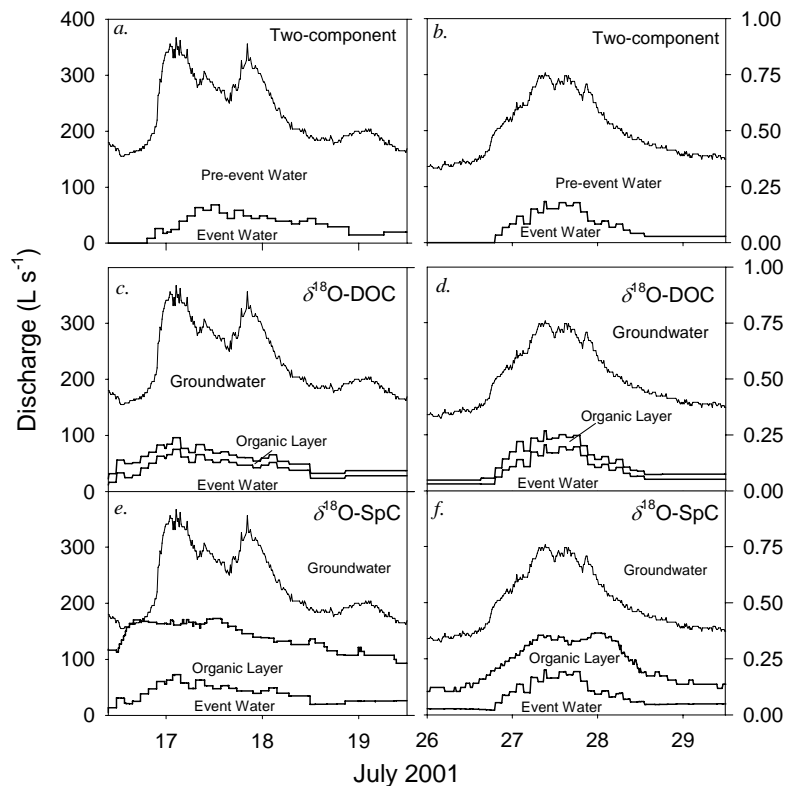 a. Two-component
400
300
200
100
0
Pre-event Water
Event Water
b. Two-component
1.00
0.75
0.50
0.25
0.00
Pre-event Water
Event Water
c. δ18O-DOC
300
200
100
0
Groundwater
Organic Layer
Event Water
d. δ18O-DOC
1.00
0.75
0.50
0.25
0.00
Groundwater
Organic Layer
Event Water
e. δ18O-SpC
300
200
100
0
Groundwater
Organic Layer
Event Water
f. δ18O-SpC
0.75
0.50
0.25
0.00
Groundwater
Organic Layer
Event Water
Discharge (L s-1)
17 18 19
26 27 28 29
July 2001